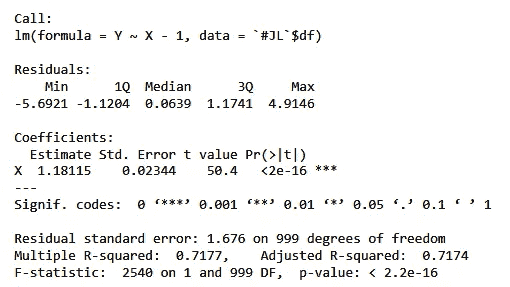 Call:
lm(formula = Y ~ X - 1, data = `#JL`$df)
Residuals:
Min 1Q Median 3Q Max
-5.6921 -1.1204 0.0639 1.1741 4.9146
Coefficients:
Estimate Std. Error t value Pr(>|t|)
X 1.18115 0.02344 50.4 <2e-16 ***
---
Signif. codes: 0 ‘***’ 0.001 ‘**’ 0.01 ‘*’ 0.05 ‘.’ 0.1 ‘ ’ 1
Residual standard error: 1.676 on 999 degrees of freedom
Multiple R-squared: 0.7177, Adjusted R-squared: 0.7174
F-statistic: 2540 on 1 and 999 DF, p-value: < 2.2e-16